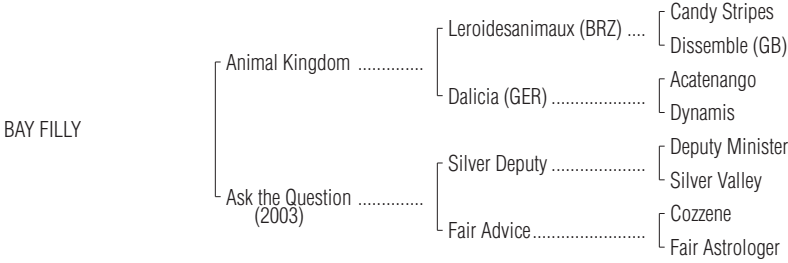 Candy Stripes
Leroidesanimaux (BRZ) ....
Dissemble (GB)
Animal Kingdom ..............
Acatenango
Dalicia (GER) .....................
Dynamis
BAY FILLY
Deputy Minister
Silver Deputy .....................
Silver Valley
Ask the Question ..............
(2003)
Cozzene
Fair Advice.........................
Fair Astrologer